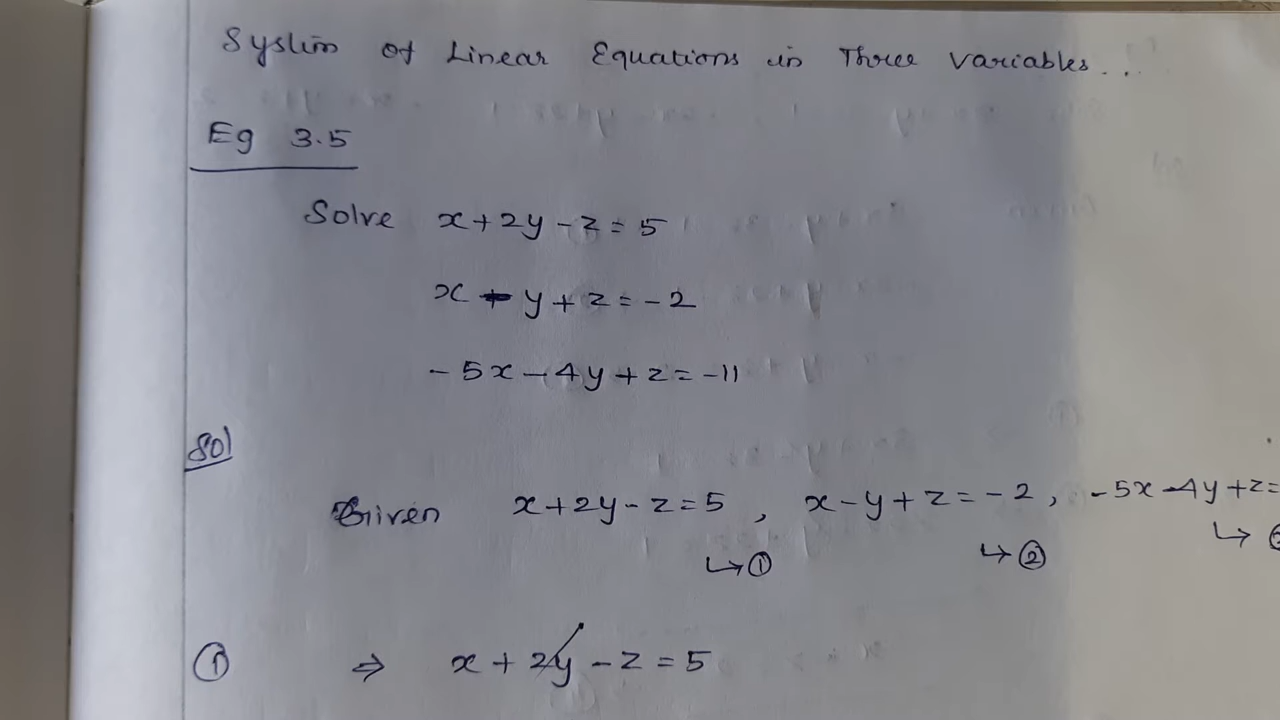 System of Linear Equations in Three Variables...
Eg 3.5
Solve x+2y-z=5
x-y+z=-2
-5x-4y+z=-11
Sol
Given x+2y-z=5, x-y+z=-2, -5x-4y+z=
↳① ↳② ↳
① ⇒ x+2y-z=5